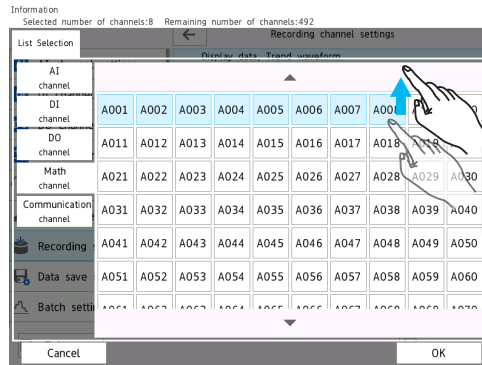 Information
Selected number of channels:8 Remaining number of channels:492
Recording channel settings
List Selection
Display data, Trend waveform
AI
channel
DI
channel
DO
channel
Math
channel
Communication
channel
A001 A002 A003 A004 A005 A006 A007 A008
A011 A012 A013 A014 A015 A016 A017 A018 A019
A021 A022 A023 A024 A025 A026 A027 A028 A029 A030
A031 A032 A033 A034 A035 A036 A037 A038 A039 A040
Recording
A041 A042 A043 A044 A045 A046 A047 A048 A049 A050
Data save
A051 A052 A053 A054 A055 A056 A057 A058 A059 A060
Batch setti
Cancel
OK